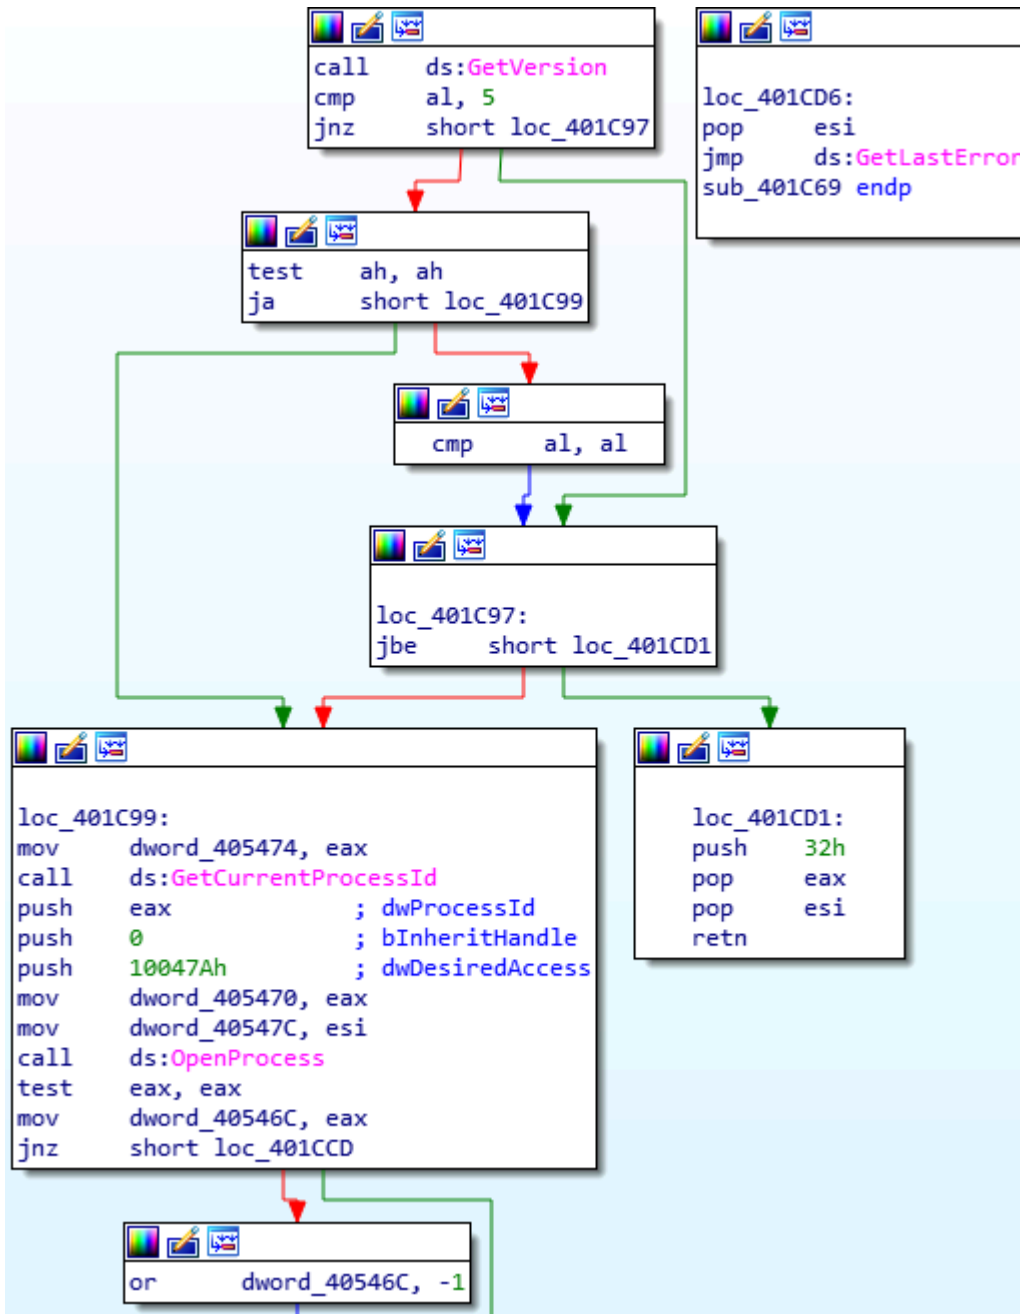 call ds:GetVersion
cmp al, 5
jnz short loc_401C97
loc_401CD6:
pop esi
jmp ds:GetLastError
sub_401C69 endp
test ah, ah
ja short loc_401C99
cmp al, al
loc_401C97:
jbe short loc_401CD1
loc_401C99:
mov dword_405474, eax
call ds:GetCurrentProcessId
push eax ; dwProcessId
push 0 ; bInheritHandle
push 10047Ah ; dwDesiredAccess
mov dword_405470, eax
mov dword_40547C, esi
call ds:OpenProcess
test eax, eax
mov dword_40546C, eax
jnz short loc_401CCD
loc_401CD1:
push 32h
pop eax
pop esi
retn
or dword_40546C, -1